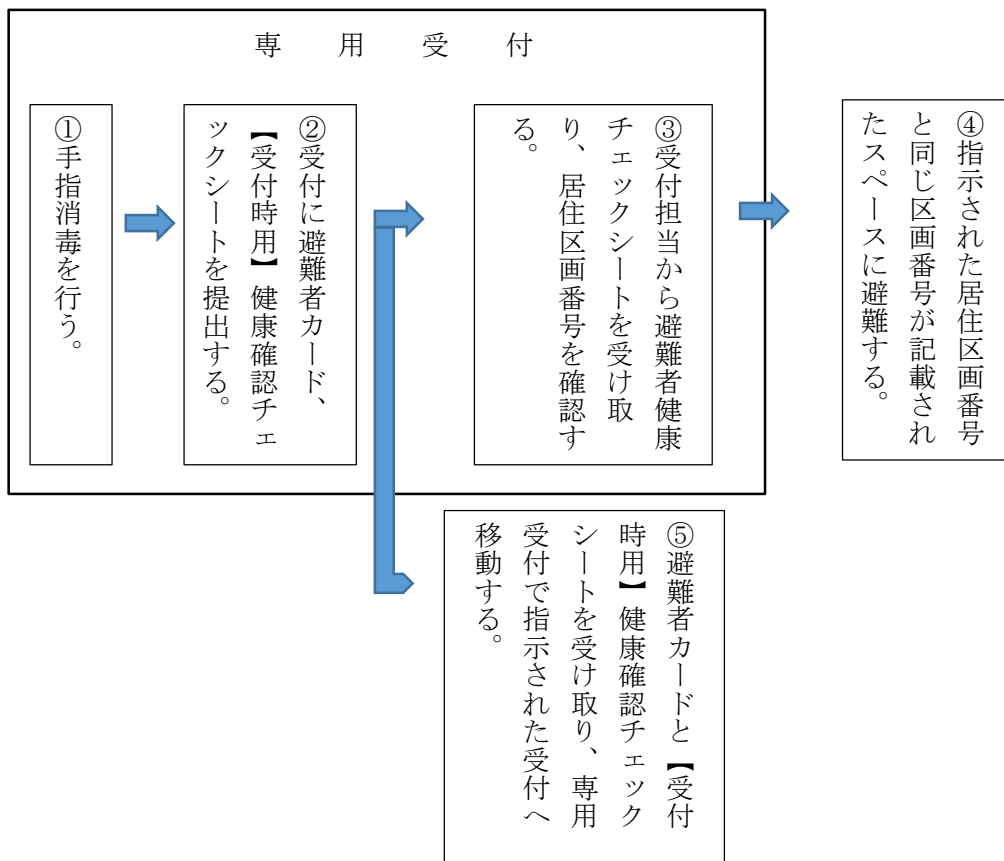 専用受付
①手指消毒を行う。
②受付に避難者カード、
【受付時用】健康確認チェ
ックシートを提出する。
③受付担当から避難者健康
チェックシートを受け取
り、居住区画番号を確認す
る。
④指示された居住区画番号
と同じ区画番号が記載され
たスペースに避難する。
⑤避難者カードと【受付
時用】健康確認チェック
シートを受け取り、専用
受付で指示された受付へ
移動する。